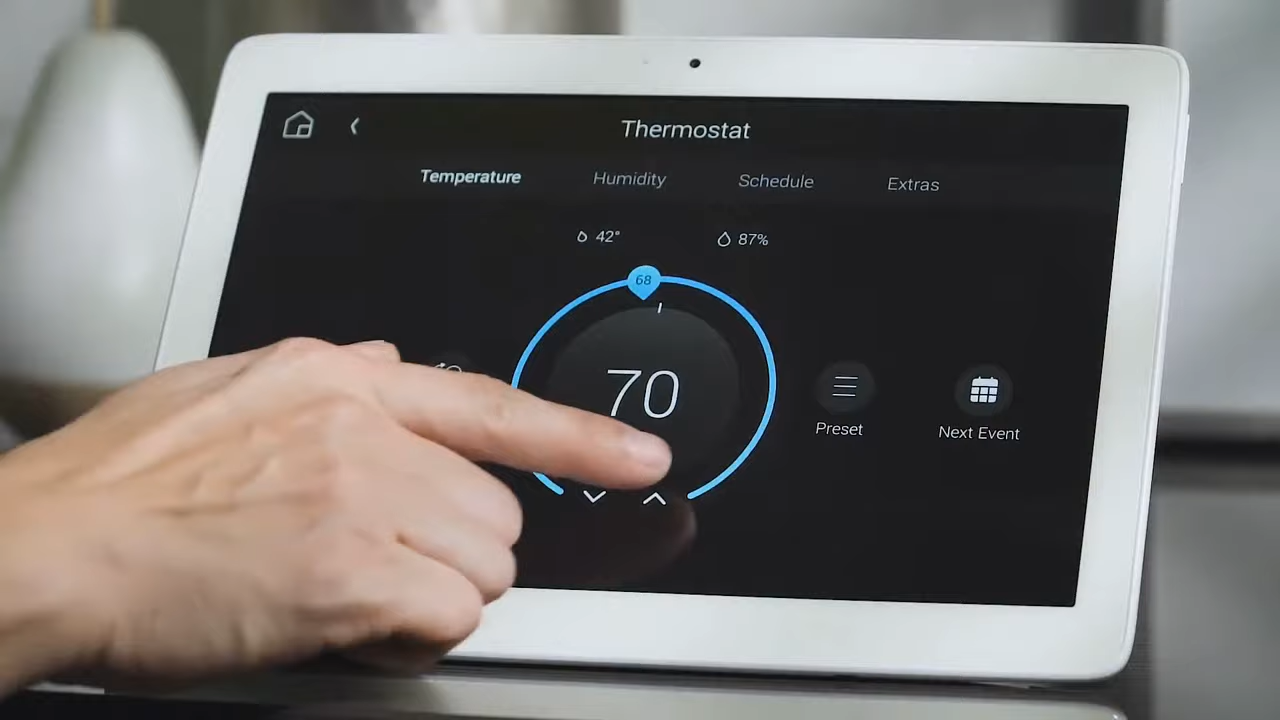 Thermostat
Temperature Humidity Schedule Extras
42° 87%
68
70
Preset
Next Event